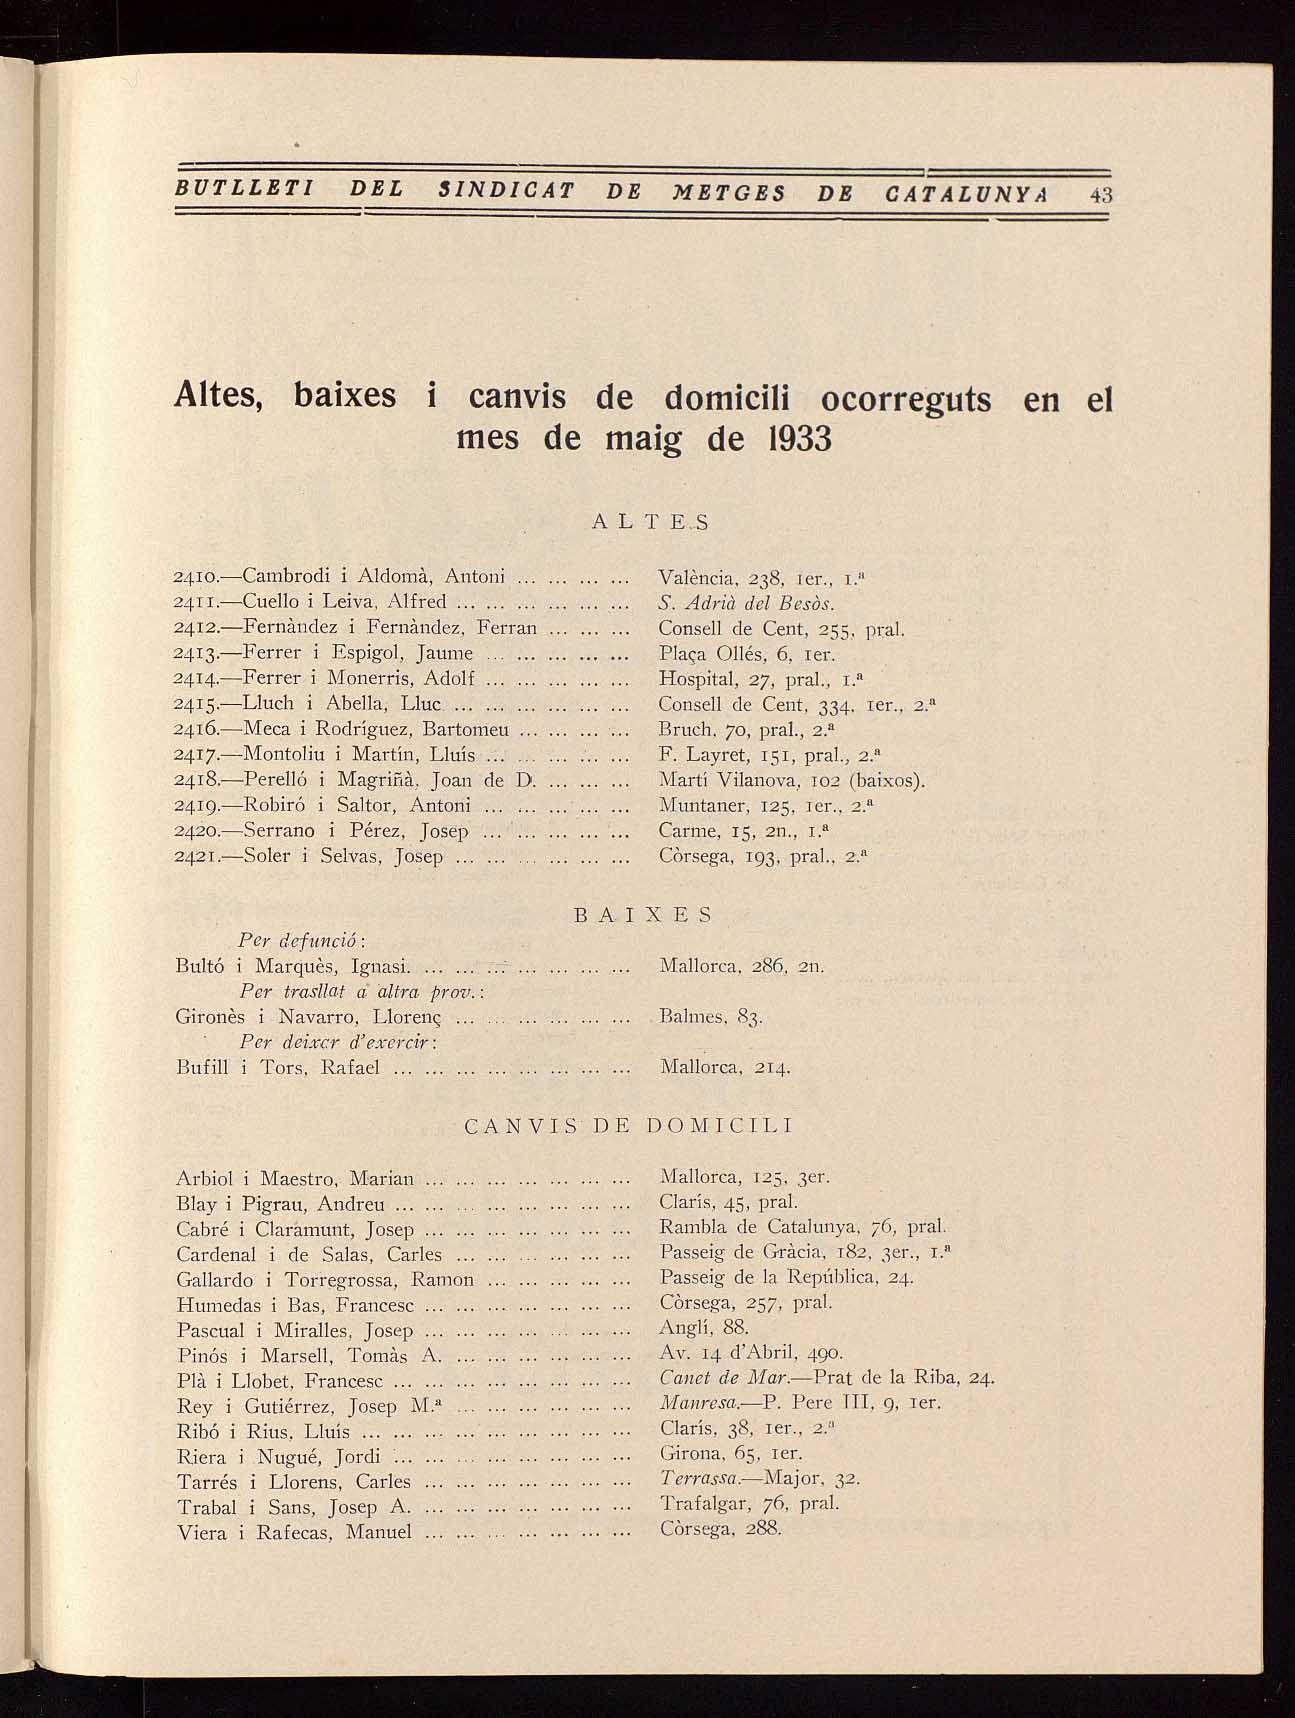 BUTLLETI DEL SINDICAT DE METGES DE CATALUNYA 43
Altes, baixes i canvis de domicili ocorreguts en el
mes de maig de 1933
ALTES
2410.—Cambrodi i Aldomà, Antoni ... ... ... ... València, 238, 1er., 1.ª
2411.—Cuello i Leiva, Alfred ... ... ... ... ... ... S. Adrià del Besòs.
2412.—Fernàndez i Fernàndez, Ferran ... ... ... Consell de Cent, 255, pral.
2413.—Ferrer i Espigol, Jaume ... ... ... ... ... Plaça Ollés, 6, 1er.
2414.—Ferrer i Monerris, Adolf ... ... ... ... ... Hospital, 27, pral., 1.ª
2415.—Lluch i Abella, Lluc ... ... ... ... ... ... Consell de Cent, 334, 1er., 2.ª
2416.—Meca i Rodríguez, Bartomeu ... ... ... ... Bruch, 70, pral., 2.ª
2417.—Montoliu i Martín, Lluís ... ... ... ... ... F. Layret, 151, pral., 2.ª
2418.—Perelló i Magriñà, Joan de D. ... ... ... Martí Vilanova, 102 (baixos).
2419.—Robiró i Saltor, Antoni ... ... ... ... ... Muntaner, 125, 1er., 2.ª
2420.—Serrano i Pérez, Josep ... ... ... ... ... Carme, 15, 2n., 1.ª
2421.—Soler i Selvas, Josep ... ... ... ... ... ... Còrsega, 193, pral., 2.ª
BAIXES
Per defunció:
Bultó i Marquès, Ignasi. ... ... ... ... ... ... ... Mallorca, 286, 2n.
Per trasllat a altra prov.:
Gironès i Navarro, Llorenç ... ... ... ... ... ... Balmes, 83.
Per deixar d'exercir:
Bufill i Tors, Rafael ... ... ... ... ... ... ... ... Mallorca, 214.
CANVIS DE DOMICILI
Arbiol i Maestro, Marian ... ... ... ... ... ... ... Mallorca, 125, 3er.
Blay i Pigrau, Andreu ... ... ... ... ... ... ... ... Clarís, 45, pral.
Cabré i Claramunt, Josep ... ... ... ... ... ... ... Rambla de Catalunya, 76, pral.
Cardenal i de Salas, Carles ... ... ... ... ... ... Passeig de Gràcia, 182, 3er., 1.ª
Gallardo i Torregrossa, Ramon ... ... ... ... ... Passeig de la República, 24.
Humedas i Bas, Francesc ... ... ... ... ... ... ... Còrsega, 257, pral.
Pascual i Miralles, Josep ... ... ... ... ... ... ... Anglí, 88.
Pinós i Marsell, Tomàs A. ... ... ... ... ... ... Av. 14 d'Abril, 490.
Plà i Llobet, Francesc ... ... ... ... ... ... ... ... Canet de Mar.—Prat de la Riba, 24.
Rey i Gutiérrez, Josep M.ª ... ... ... ... ... ... Manresa.—P. Pere III, 9, 1er.
Ribó i Rius, Lluís ... ... ... ... ... ... ... ... ... Clarís, 38, 1er., 2.ª
Riera i Nugué, Jordi ... ... ... ... ... ... ... ... Girona, 65, 1er.
Tarrés i Llorens, Carles ... ... ... ... ... ... ... Terrassa.—Major, 32.
Trabal i Sans, Josep A. ... ... ... ... ... ... ... Trafalgar, 76, pral.
Viera i Rafecas, Manuel ... ... ... ... ... ... ... Còrsega, 288.